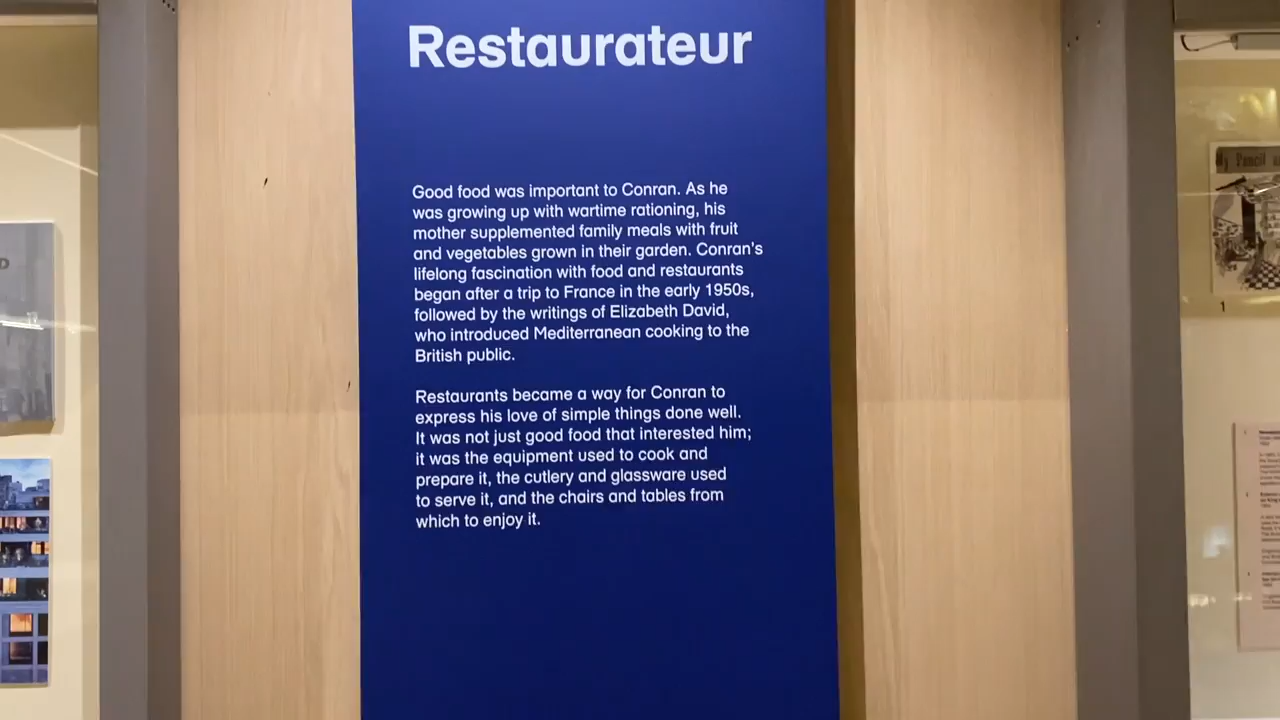 Restaurateur
Good food was important to Conran. As he
was growing up with wartime rationing, his
mother supplemented family meals with fruit
and vegetables grown in their garden. Conran's
lifelong fascination with food and restaurants
began after a trip to France in the early 1950s,
followed by the writings of Elizabeth David,
who introduced Mediterranean cooking to the
British public.
Restaurants became a way for Conran to
express his love of simple things done well.
It was not just good food that interested him;
it was the equipment used to cook and
prepare it, the cutlery and glassware used
to serve it, and the chairs and tables from
which to enjoy it.
D
My Pencil
1